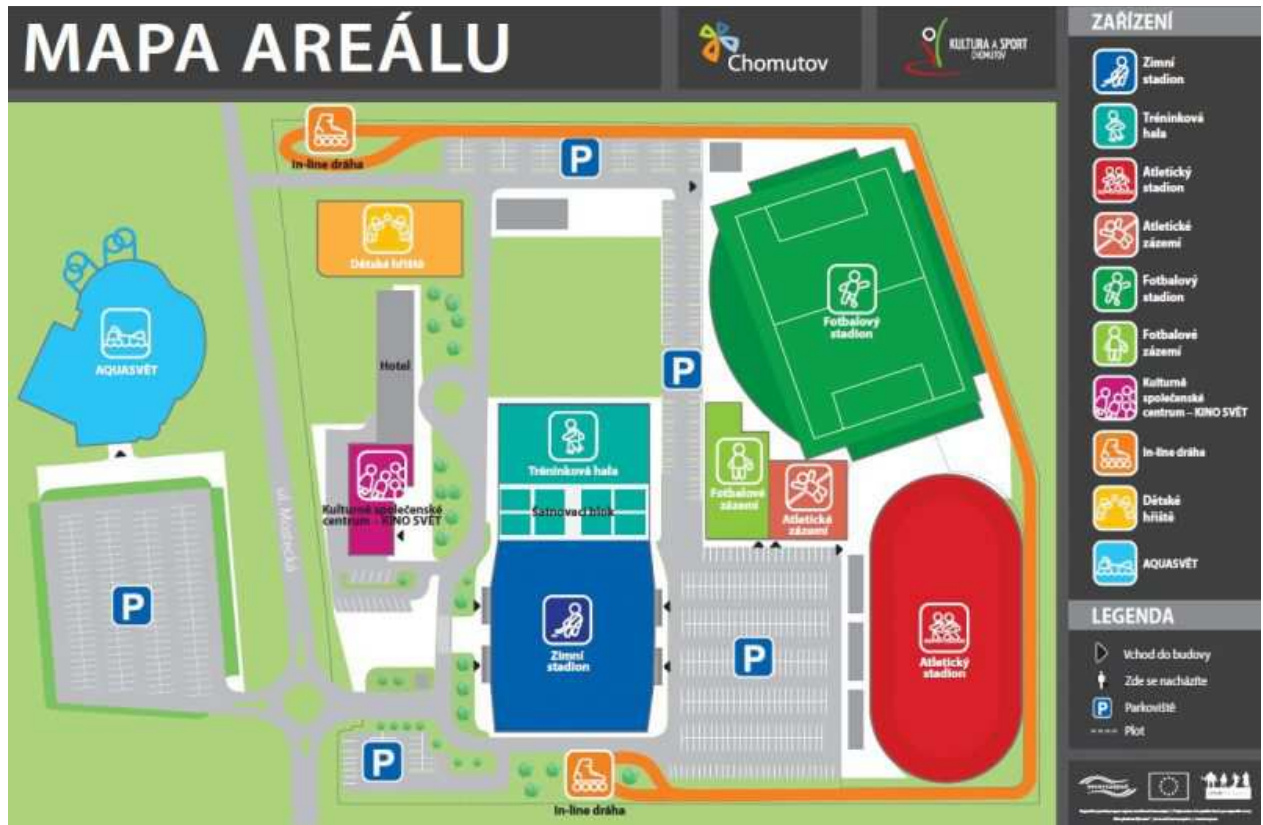 MAPA AREÁLU
Chomutov
KULTURA A SPORT
CHOMUTOV
In-line dráha
P
Dětské hřiště
AQUASVĚT
Hotel
Fotbalový
stadion
P
Tréninková hala
Šatnovací blok
Kulturně společenské
centrum – KINO SVĚT
Fotbalové
zázemí
Atletické
zázemí
ul. Mostecká
P
Zimní
stadion
P
Atletický
stadion
P
In-line dráha
ZAŘÍZENÍ
Zimní
stadion
Tréninková
hala
Atletický
stadion
Atletické
zázemí
Fotbalový
stadion
Fotbalové
zázemí
Kulturně
společenské
centrum – KINO SVĚT
In-line dráha
Dětské
hřiště
AQUASVĚT
LEGENDA
Vchod do budovy
Zde se nacházíte
P Parkoviště
Plot